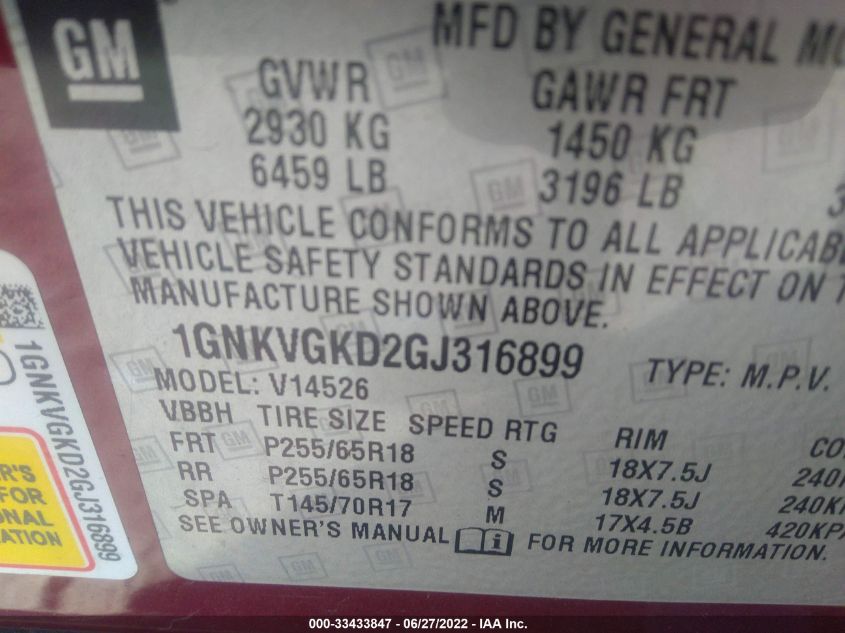 GM
MFD BY GENERAL
GVWR GAWR FRT
2930 KG 1450 KG
6459 LB 3196 LB
THIS VEHICLE CONFORMS TO ALL
VEHICLE SAFETY STANDARDS IN EFFECT ON
MANUFACTURE SHOWN ABOVE.
1GNKVGKD2GJ316899 TYPE: M.P.V.
MODEL: V14526
VBBH TIRE SIZE SPEED RTG RIM
FRT P255/65R18 S 18X7.5J
RR P255/65R18 S 18X7.5J 240K
SPA T145/70R17 M 17X4.5B 420KPA
SEE OWNER'S MANUAL FOR MORE INFORMATION.
1GNKVGKD2GJ316899
FOR
000-33433847 - 06/27/2022 - IAA Inc.